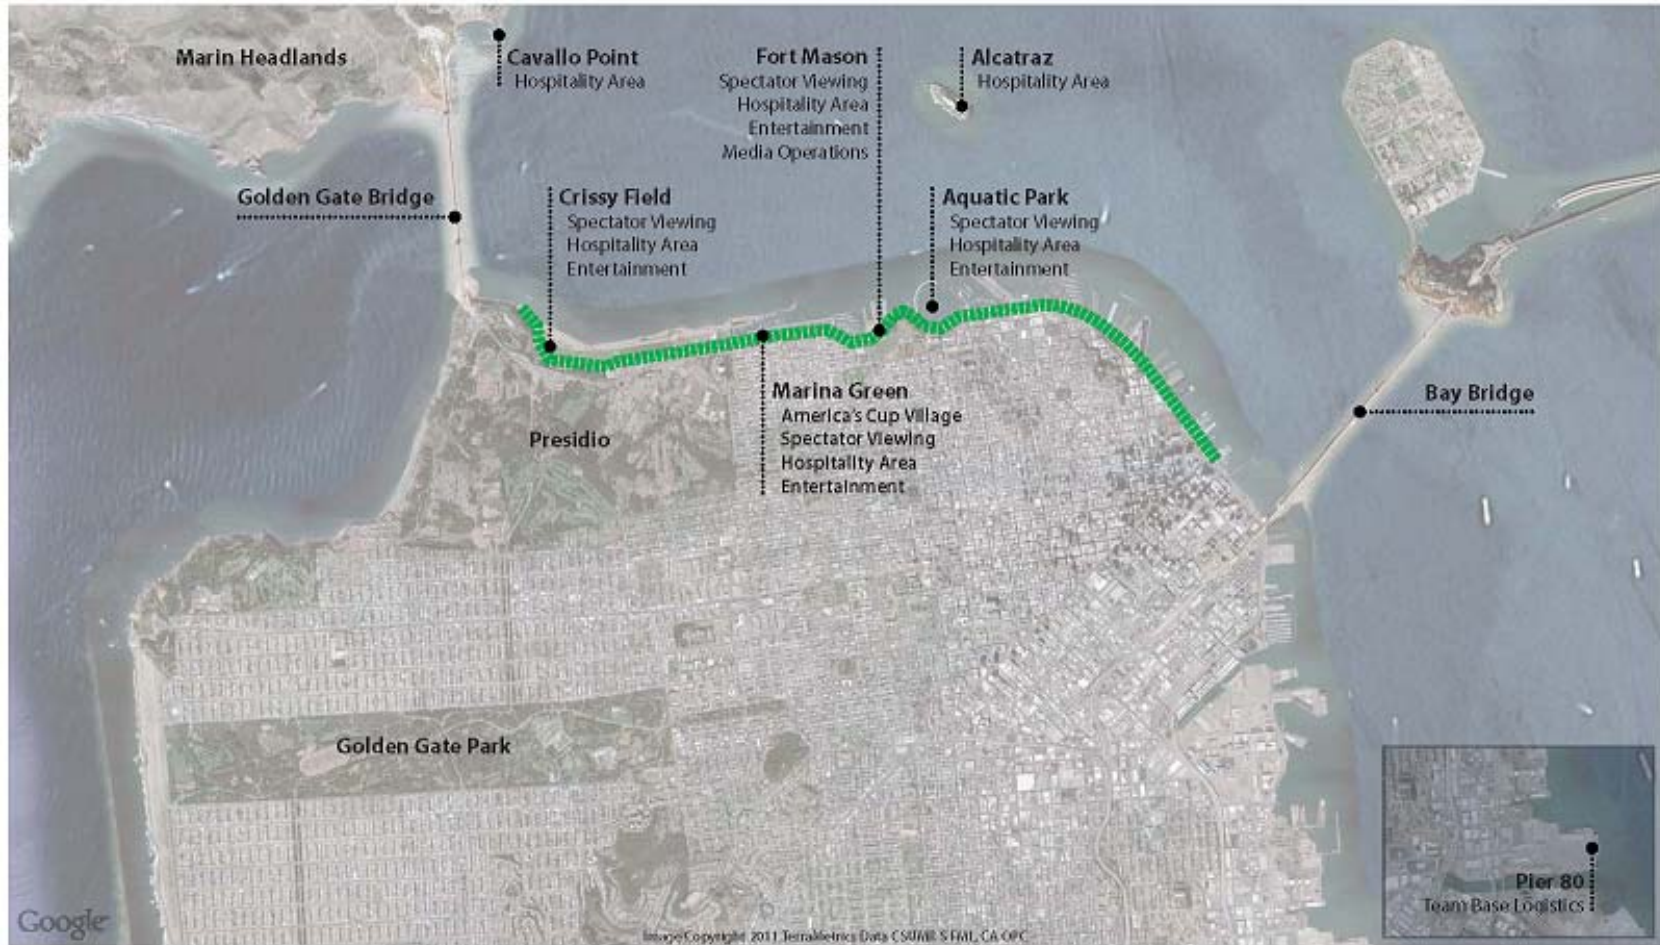 Marin Headlands
Cavallo Point
Hospitality Area
Fort Mason
Spectator Viewing
Hospitality Area
Entertainment
Media Operations
Alcatraz
Hospitality Area
Golden Gate Bridge
Crissy Field
Spectator Viewing
Hospitality Area
Entertainment
Aquatic Park
Spectator Viewing
Hospitality Area
Entertainment
Marina Green
America's Cup Village
Spectator Viewing
Hospitality Area
Entertainment
Presidio
Bay Bridge
Golden Gate Park
Pier 80
Team Base Logistics
Google
Image Copyright 2011 TerraMetrics Data CSUMB SFML, CA OPC